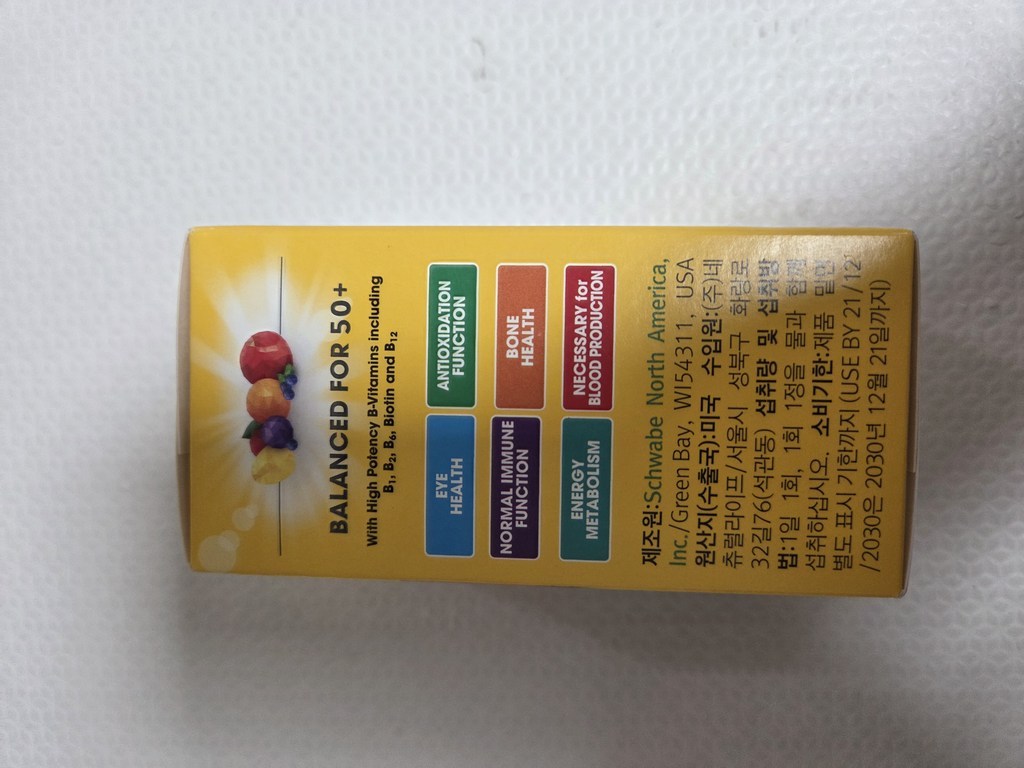 BALANCED FOR 50+
With High Potency B-Vitamins including
B₁, B₂, B₆, Biotin and B₁₂
EYE
HEALTH
ANTIOXIDATION
FUNCTION
NORMAL IMMUNE
FUNCTION
BONE
HEALTH
ENERGY
METABOLISM
NECESSARY for
BLOOD PRODUCTION
제조원:Schwabe North America,
Inc./Green Bay, WI54311, USA
원산지(수출국):미국 수입원:(주)네
츄럴라이프/서울시 성북구 화랑로
32길76(석관동) 섭취량 및 섭취방
법:1일 1회, 1회 1정을 물과 함께
섭취하십시오. 소비기한:제품 밑면
별도 표시 기한까지(USE BY 21/12
/2030은 2030년 12월 21일까지)